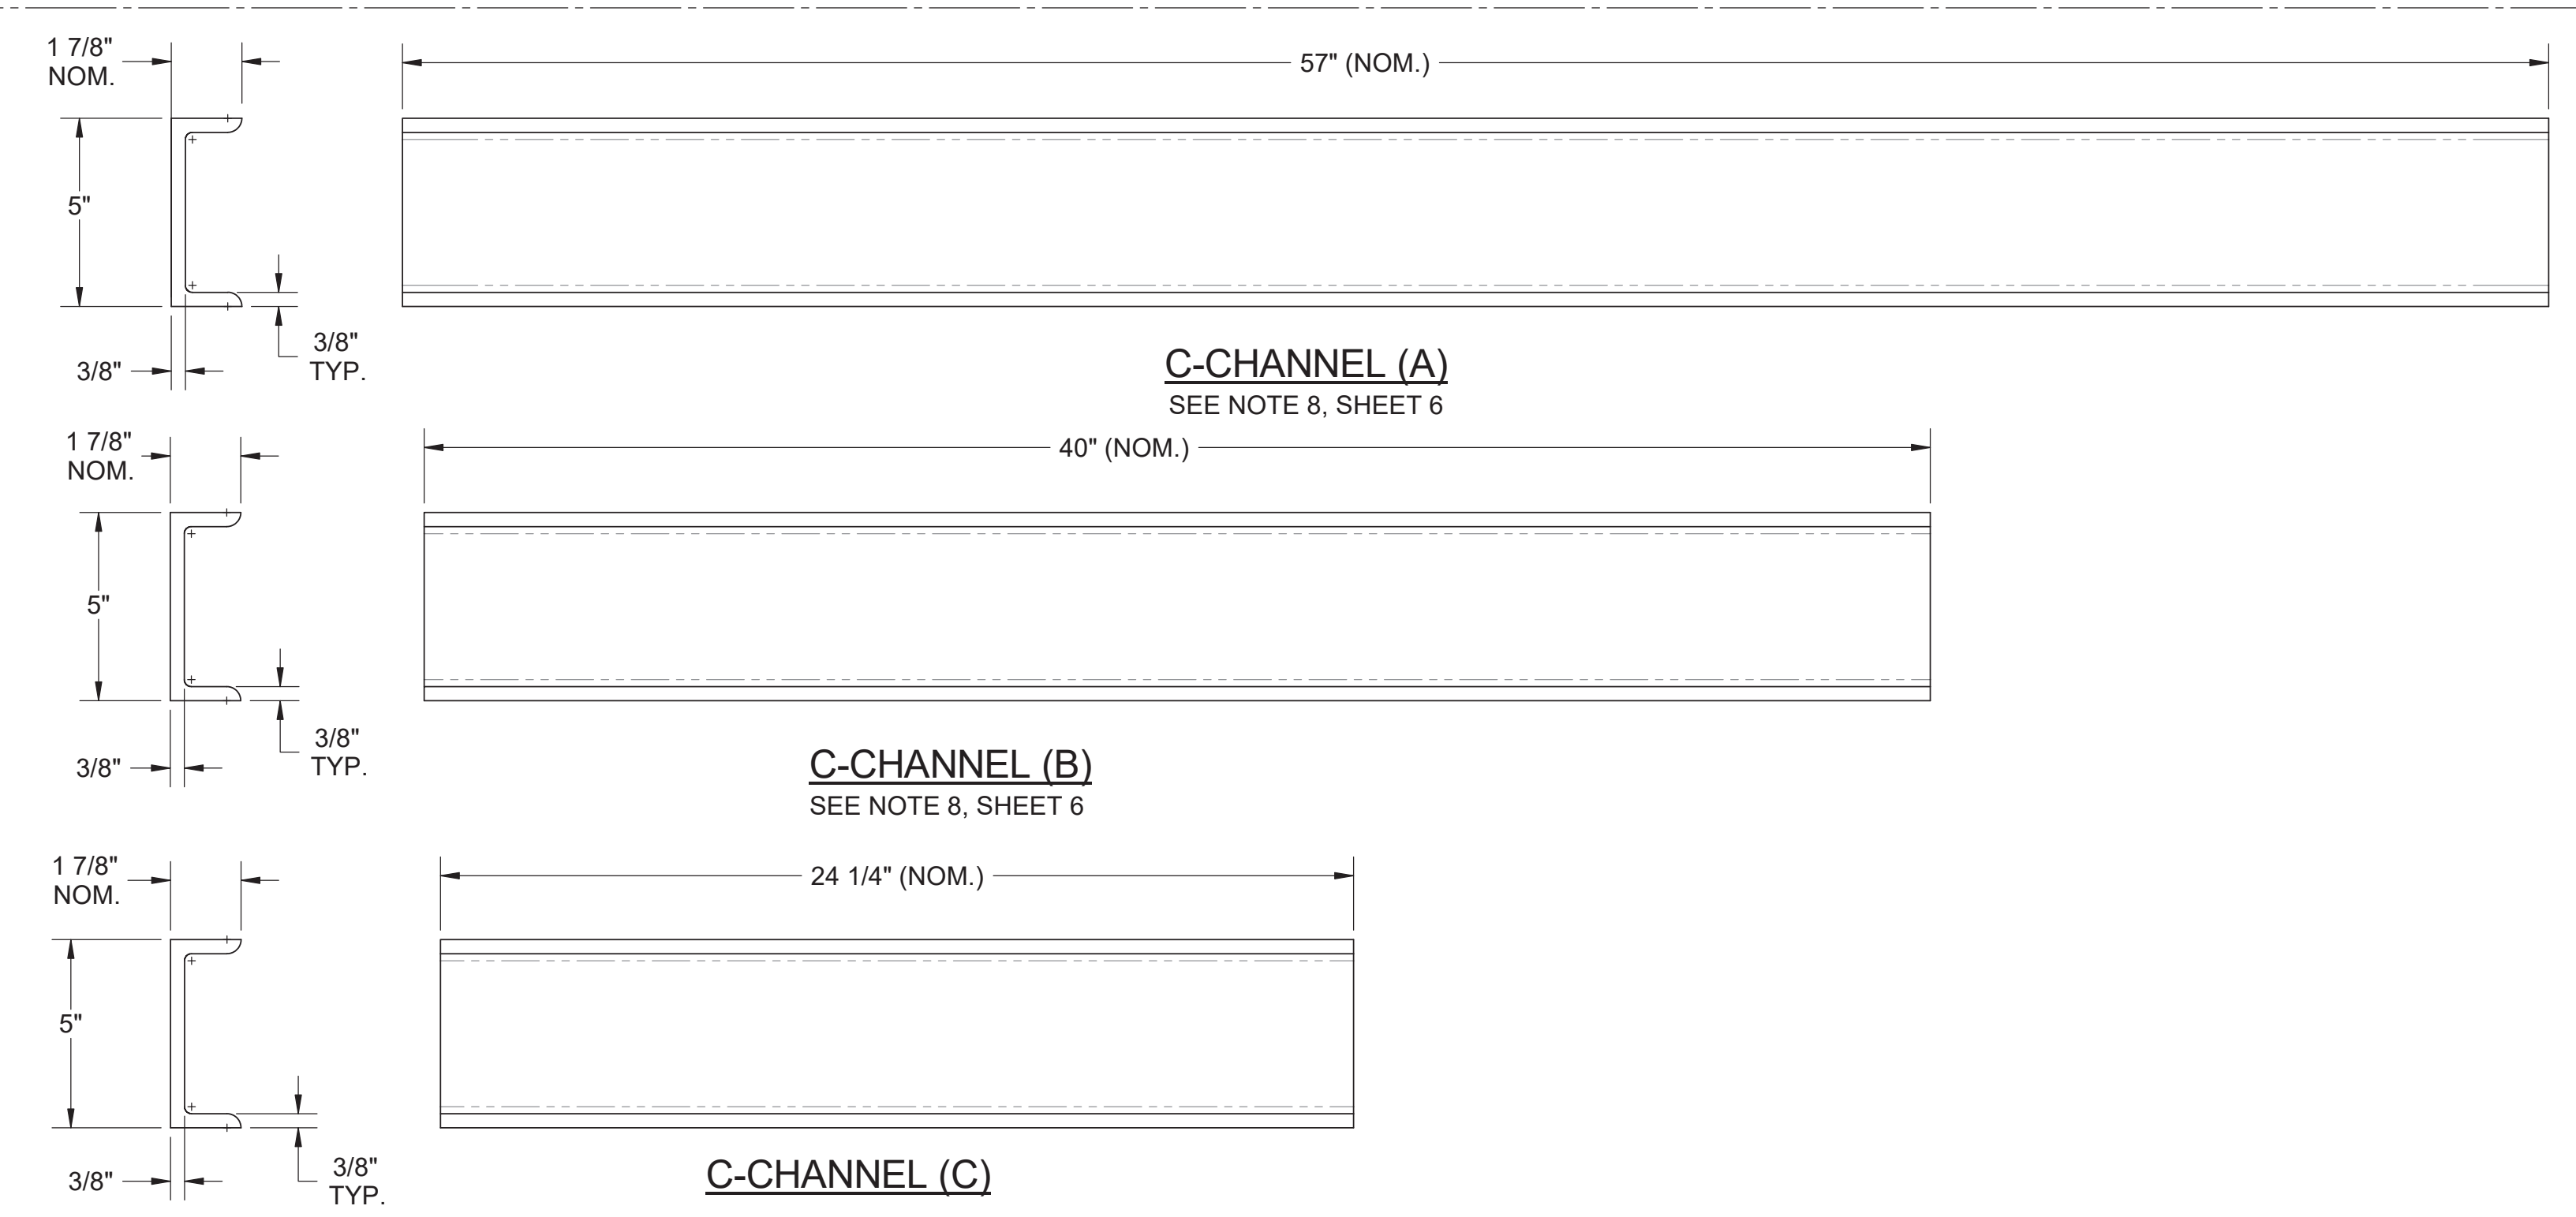 1 7/8"
NOM.
57" (NOM.)
5"
3/8"
TYP.
3/8"
C-CHANNEL (A)
SEE NOTE 8, SHEET 6
1 7/8"
NOM.
40" (NOM.)
5"
3/8"
TYP.
3/8"
C-CHANNEL (B)
SEE NOTE 8, SHEET 6
1 7/8"
NOM.
24 1/4" (NOM.)
5"
3/8"
TYP.
3/8"
C-CHANNEL (C)